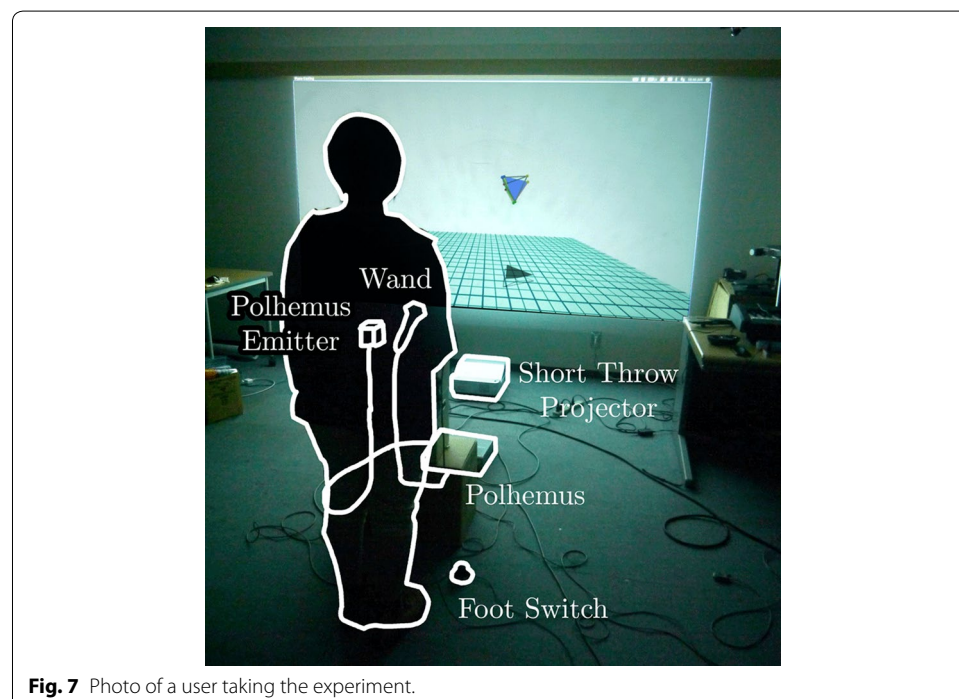 Wand
Polhemus
Emitter
Short Throw
Projector
Polhemus
Foot Switch
Fig. 7 Photo of a user taking the experiment.